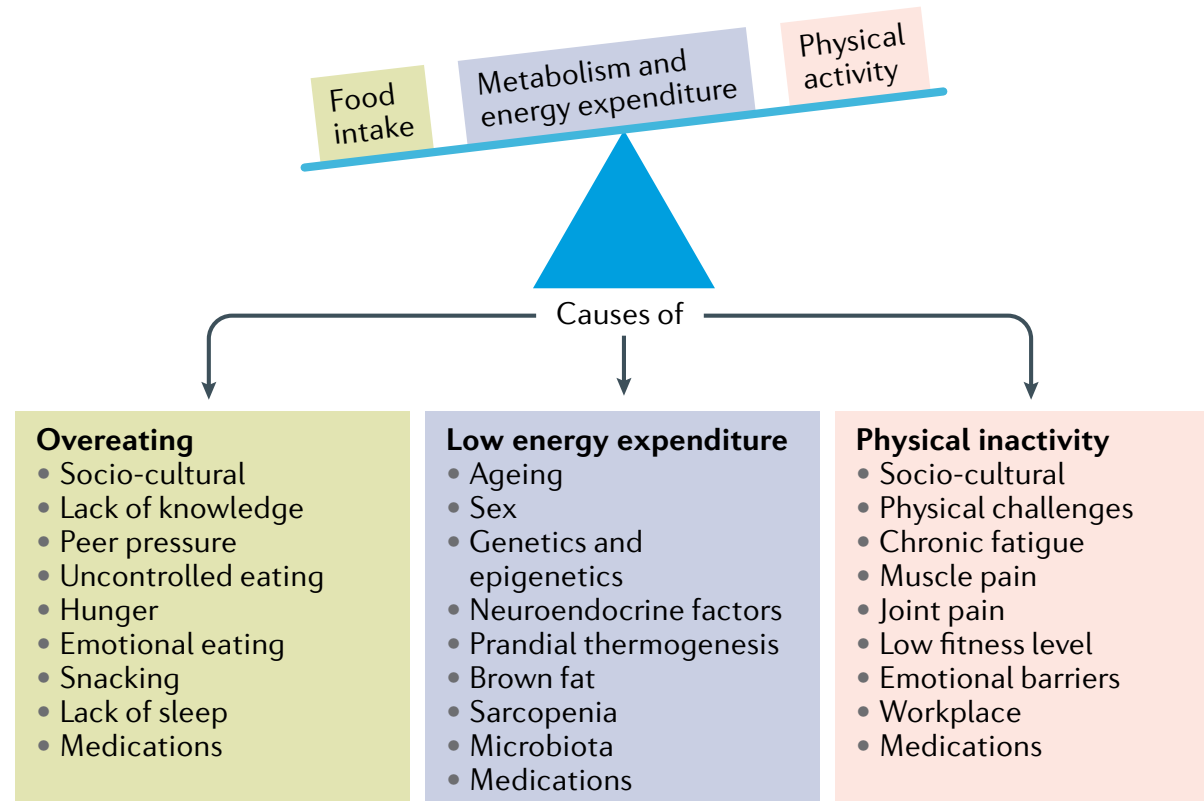 Food
intake
Metabolism and
energy expenditure
Physical
activity
Causes of
Overeating
• Socio-cultural
• Lack of knowledge
• Peer pressure
• Uncontrolled eating
• Hunger
• Emotional eating
• Snacking
• Lack of sleep
• Medications
Low energy expenditure
• Ageing
• Sex
• Genetics and
epigenetics
• Neuroendocrine factors
• Prandial thermogenesis
• Brown fat
• Sarcopenia
• Microbiota
• Medications
Physical inactivity
• Socio-cultural
• Physical challenges
• Chronic fatigue
• Muscle pain
• Joint pain
• Low fitness level
• Emotional barriers
• Workplace
• Medications